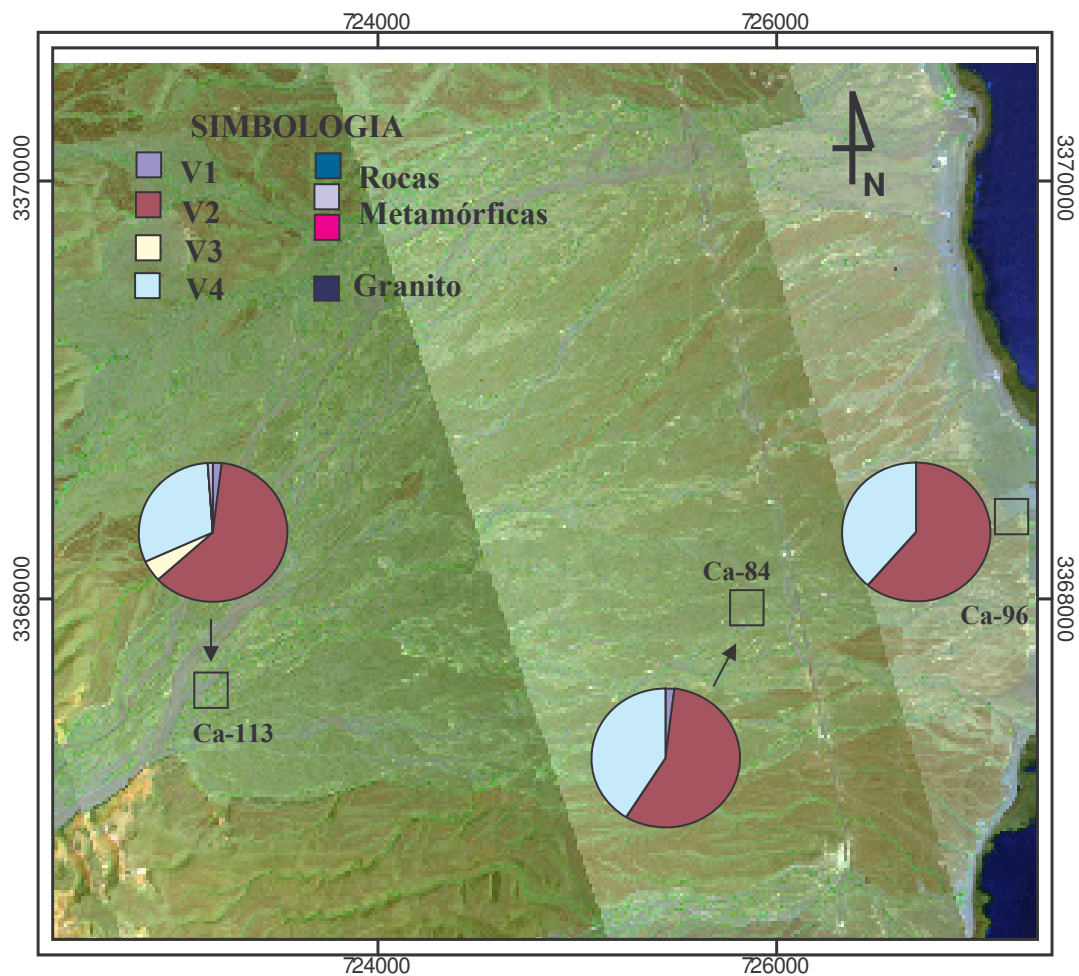 724000 726000
SIMBOLOGIA
V1
V2
V3
V4
Rocas
Metamórficas
Granito
N
3370000
3370000
3368000
3368000
Ca-84
Ca-96
Ca-113
724000 726000